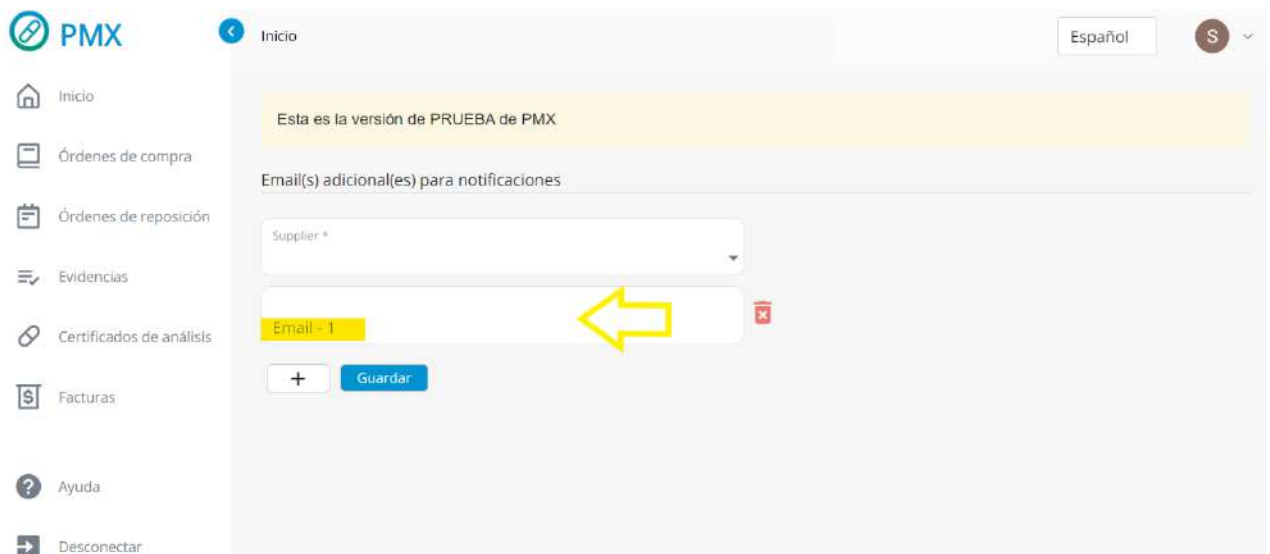 PMX
Inicio
Español
S
Inicio
Órdenes de compra
Órdenes de reposición
Evidencias
Certificados de análisis
Facturas
Ayuda
Desconectar
Esta es la versión de PRUEBA de PMX
Email(s) adicional(es) para notificaciones
Supplier *
Email - 1
+
Guardar